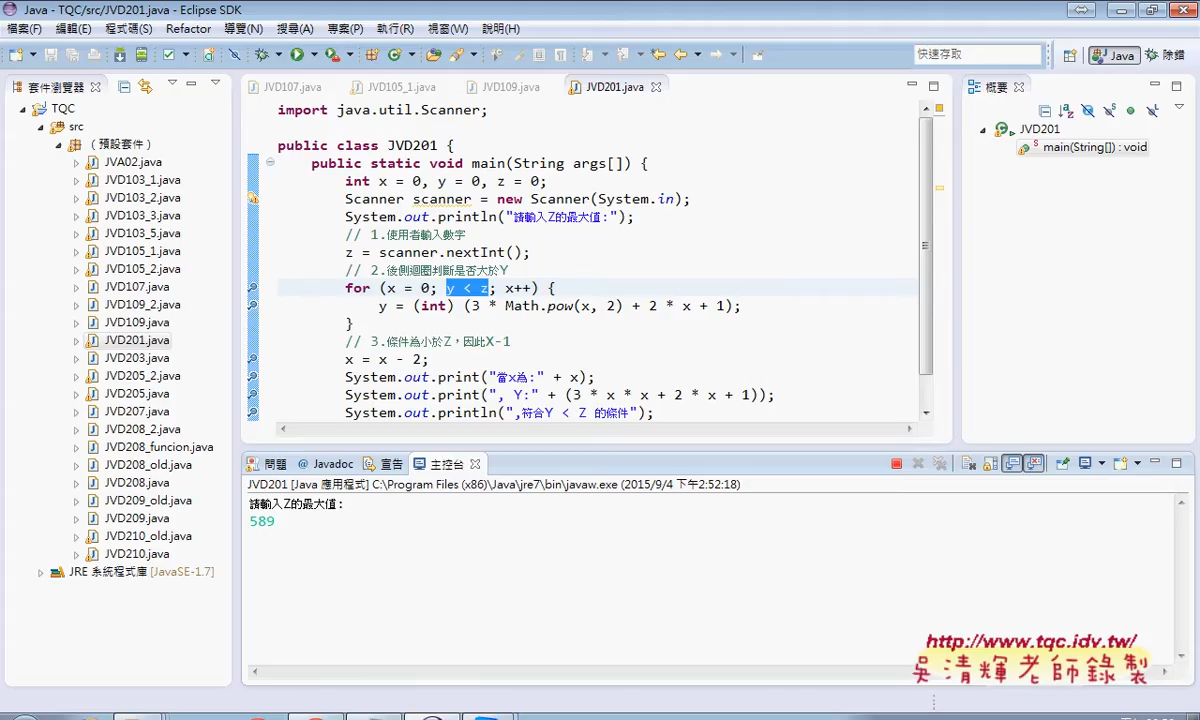 Java - TQC/src/JVD201.java - Eclipse SDK
檔案(F) 編輯(E) 程式碼(S) Refactor 導覽(N) 搜尋(A) 專案(P) 執行(R) 視窗(W) 說明(H)
快速存取 Java 除錯
套件瀏覽器
TQC
src
（預設套件）
JVA02.java
JVD103_1.java
JVD103_2.java
JVD103_3.java
JVD103_5.java
JVD105_1.java
JVD105_2.java
JVD107.java
JVD109_2.java
JVD109.java
JVD201.java
JVD203.java
JVD205_2.java
JVD205.java
JVD207.java
JVD208_2.java
JVD208_funcion.java
JVD208_old.java
JVD208.java
JVD209_old.java
JVD209.java
JVD210_old.java
JVD210.java
JRE 系統程式庫 [JavaSE-1.7]
JVD107.java JVD105_1.java JVD109.java JVD201.java
import java.util.Scanner;
public class JVD201 {
public static void main(String args[]) {
int x = 0, y = 0, z = 0;
Scanner scanner = new Scanner(System.in);
System.out.println("請輸入Z的最大值:");
// 1.使用者輸入數字
z = scanner.nextInt();
// 2.後側迴圈判斷是否大於Y
for (x = 0; y < z; x++) {
y = (int) (3 * Math.pow(x, 2) + 2 * x + 1);
}
// 3.條件為小於Z，因此X-1
x = x - 2;
System.out.print("當x為:" + x);
System.out.print(", Y:" + (3 * x * x + 2 * x + 1));
System.out.println(",符合Y < Z 的條件");
概要
JVD201
main(String[]) : void
問題 @ Javadoc 宣告 主控台
JVD201 [Java 應用程式] C:\Program Files (x86)\Java\jre7\bin\javaw.exe (2015/9/4 下午2:52:18)
請輸入Z的最大值:
589
http://www.tqc.idv.tw/
吳清輝老師錄製